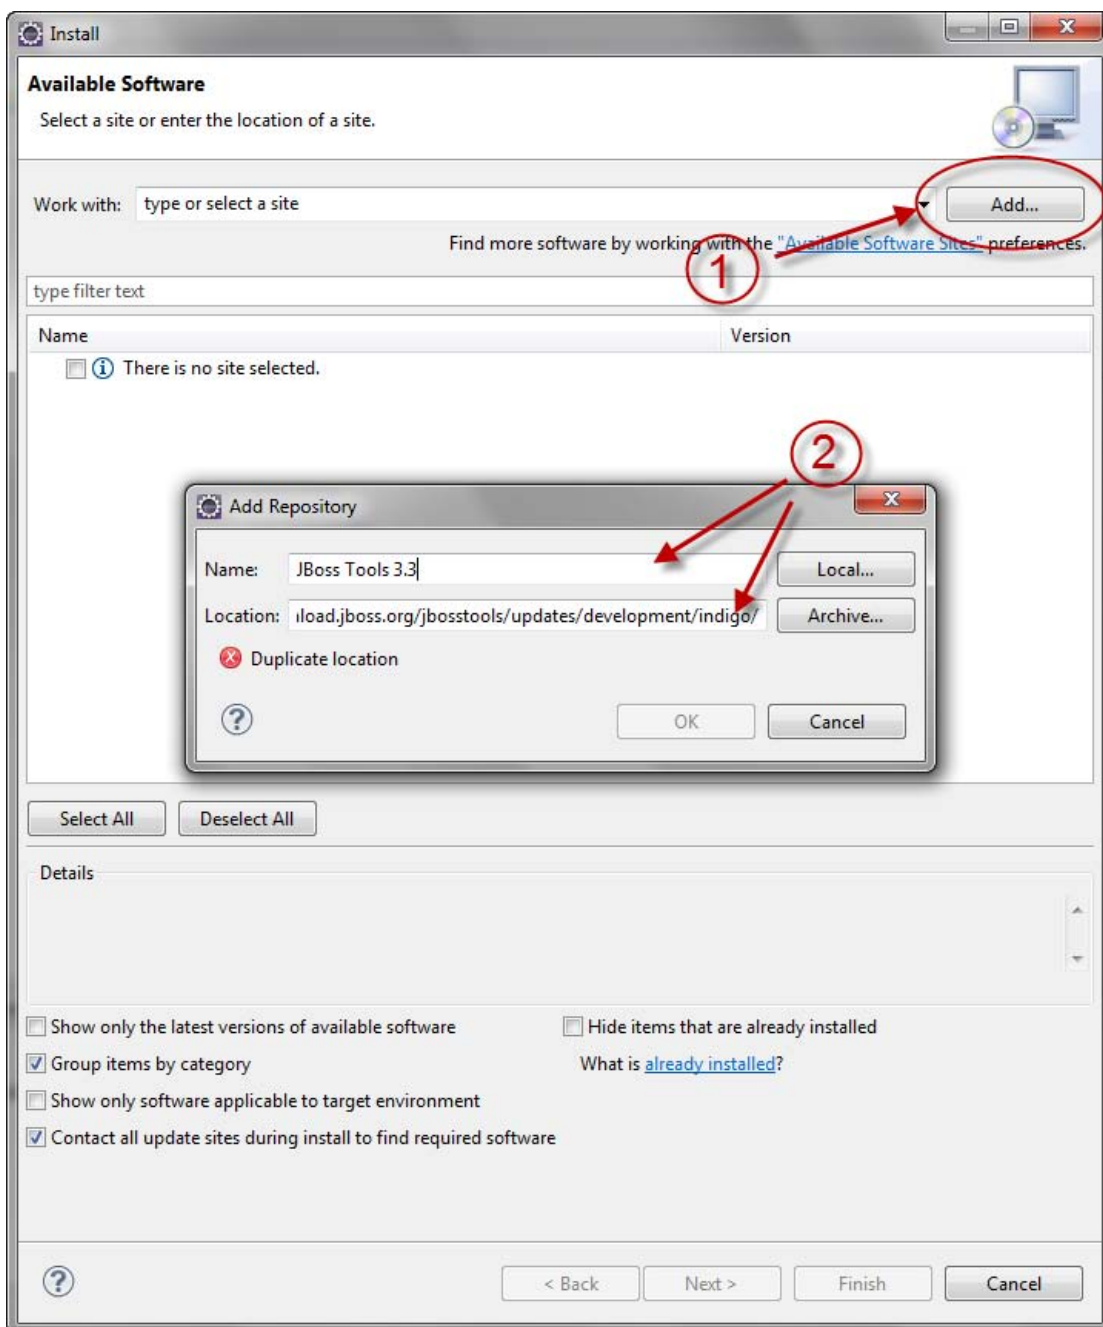 Install
Available Software
Select a site or enter the location of a site.
Work with: type or select a site Add...
Find more software by working with the "Available Software Sites" preferences.
1
type filter text
Name Version
There is no site selected.
2
Add Repository
Name: JBoss Tools 3.3 Local...
Location: nload.jboss.org/jbosstools/updates/development/indigo/ Archive...
Duplicate location
OK Cancel
Select All Deselect All
Details
Show only the latest versions of available software Hide items that are already installed
Group items by category What is already installed?
Show only software applicable to target environment
Contact all update sites during install to find required software
< Back Next > Finish Cancel